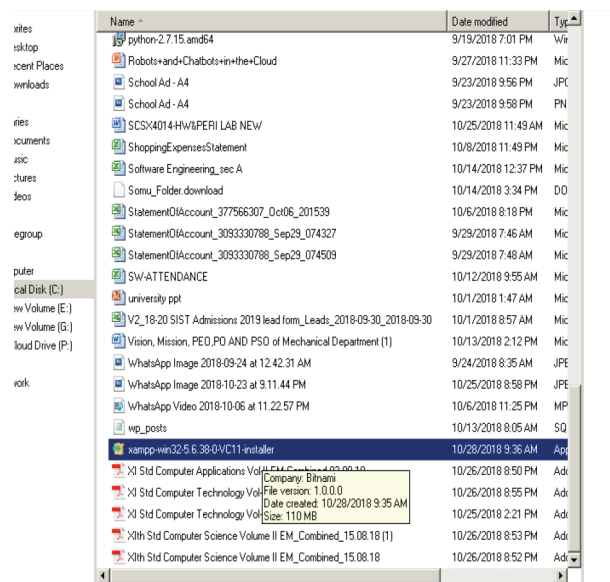 Name Date modified Typ
python-2.7.15.amd64 9/19/2018 7:01 PM Win
Robots+and+Chatbots+in+the+Cloud 9/27/2018 11:33 PM Mic
School Ad - A4 9/23/2018 9:56 PM JPG
School Ad - A4 9/23/2018 9:58 PM PN
SCSX4014-HW&PERI LAB NEW 10/25/2018 11:49 AM Mic
ShoppingExpensesStatement 10/8/2018 11:49 PM Mic
Software Engineering_sec A 10/14/2018 12:37 PM Mic
Somu_Folder.download 10/14/2018 3:34 PM DO
StatementOfAccount_377566307_Oct06_201539 10/6/2018 8:18 PM Mic
StatementOfAccount_3093330788_Sep29_074327 9/29/2018 7:46 AM Mic
StatementOfAccount_3093330788_Sep29_074509 9/29/2018 7:48 AM Mic
SW-ATTENDANCE 10/12/2018 9:55 AM Mic
university ppt 10/1/2018 1:47 AM Mic
V2_18-20 SIST Admissions 2019 lead form_Leads_2018-09-30_2018-09-30 10/1/2018 8:57 AM Mic
Vision, Mission, PEO,PO AND PSO of Mechanical Department (1) 10/13/2018 2:12 PM Mic
WhatsApp Image 2018-09-24 at 12.42.31 AM 9/24/2018 8:35 AM JPE
WhatsApp Image 2018-10-23 at 9.11.44 PM 10/25/2018 8:58 PM JPE
WhatsApp Video 2018-10-06 at 11.22.57 PM 10/6/2018 11:25 PM MP
wp_posts 10/13/2018 8:05 AM SQ
xampp-win32-5.6.38-0-VC11-installer 10/28/2018 9:36 AM App
XI Std Computer Applications Vol II EM_Combined 03.08.18 10/26/2018 8:50 PM Ado
XI Std Computer Technology Vol- 10/26/2018 8:55 PM Ado
XI Std Computer Technology Vol- 10/25/2018 2:21 PM Ado
XIth Std Computer Science Volume II EM_Combined_15.08.18 (1) 10/26/2018 8:53 PM Ado
XIth Std Computer Science Volume II EM_Combined_15.08.18 10/26/2018 8:52 PM Ado
Company: Bitnami
File version: 1.0.0.0
Date created: 10/28/2018 9:35 AM
Size: 110 MB
orites
esktop
ecent Places
ownloads
aries
ocuments
usic
ctures
deos
egroup
puter
cal Disk (C:)
ew Volume (E:)
ew Volume (G:)
loud Drive (P:)
work